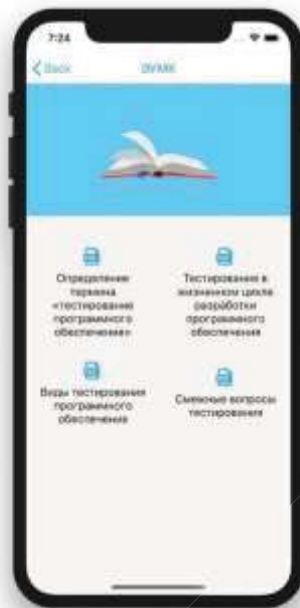 7:24
Back
ЭУМК
Определение
термина
«тестирование
программного
обеспечения»
Тестирование в
жизненном цикле
разработки
программного
обеспечения
Виды тестирования
программного
обеспечения
Смежные вопросы
тестирования